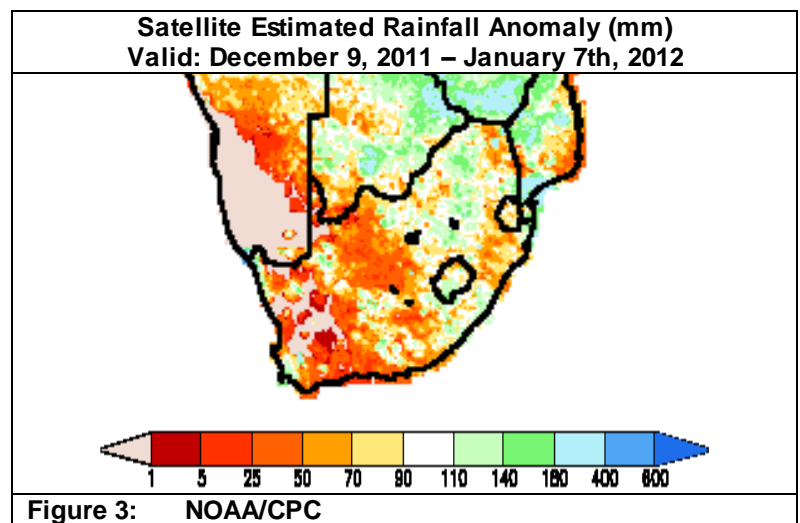 Satellite Estimated Rainfall Anomaly (mm)
Valid: December 9, 2011 – January 7th, 2012
1 5 25 50 70 90 110 140 180 400 600
Figure 3: NOAA/CPC